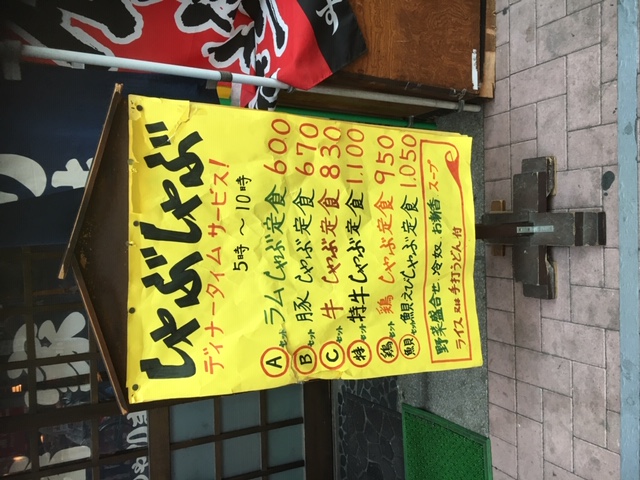 しゃぶしゃぶ
ディナータイム サービス!
5時 〜 10時
Aセット ラムしゃぶ定食 600
Bセット 豚しゃぶ定食 670
Cセット 牛しゃぶ定食 830
特セット 特牛しゃぶ定食 1,100
鶏セット 鶏しゃぶ定食 950
鯛セット 鯛えびしゃぶ定食 1,050
野菜盛合せ 冷奴 お新香 スープ
ライス 又は 手打うどん 付